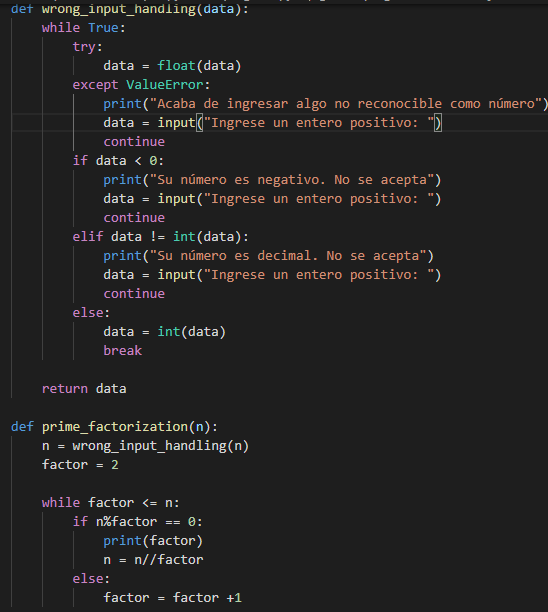 def wrong_input_handling(data):
    while True:
        try:
            data = float(data)
        except ValueError:
            print("Acaba de ingresar algo no reconocible como número")
            data = input("Ingrese un entero positivo: ")
            continue
        if data < 0:
            print("Su número es negativo. No se acepta")
            data = input("Ingrese un entero positivo: ")
            continue
        elif data != int(data):
            print("Su número es decimal. No se acepta")
            data = input("Ingrese un entero positivo: ")
            continue
        else:
            data = int(data)
            break

    return data

def prime_factorization(n):
    n = wrong_input_handling(n)
    factor = 2

    while factor <= n:
        if n%factor == 0:
            print(factor)
            n = n//factor
        else:
            factor = factor +1